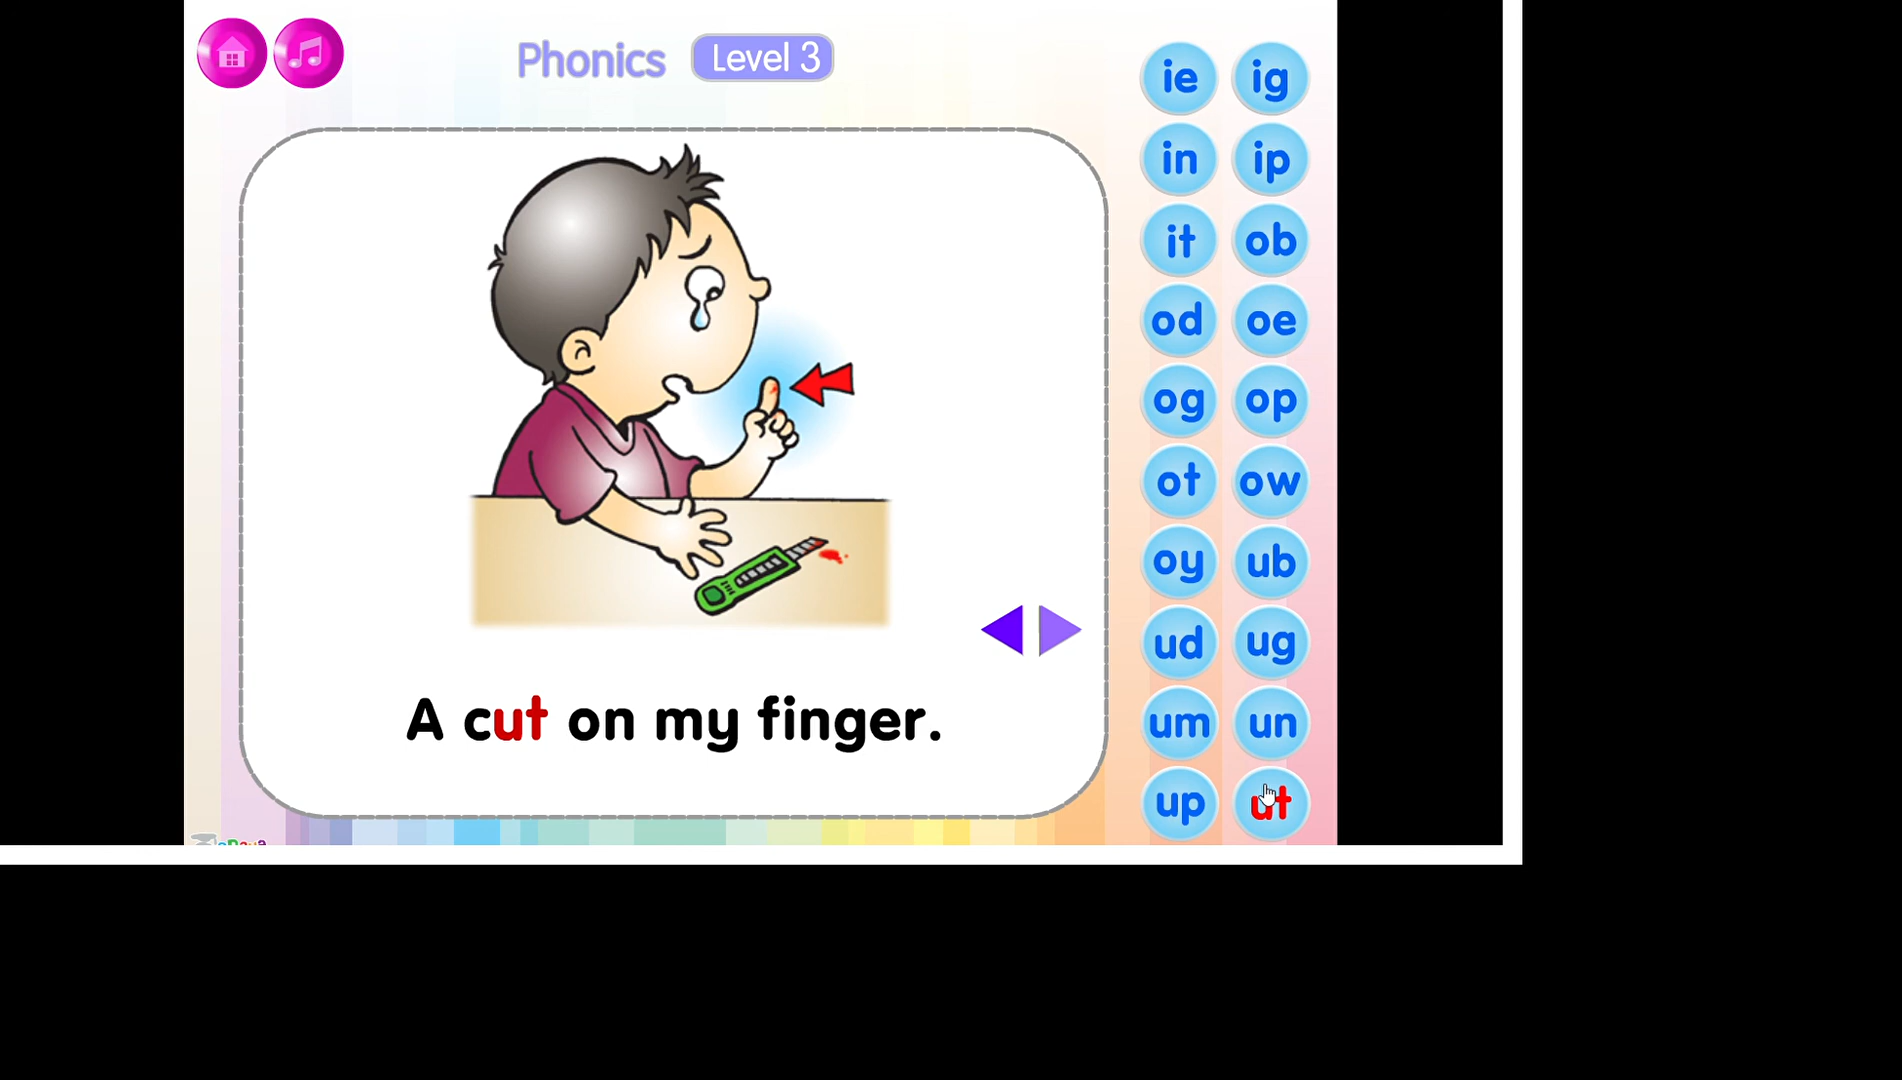 Phonics Level 3
ie ig
in ip
it ob
od oe
og op
ot ow
oy ub
ud ug
um un
up ut
A cut on my finger.